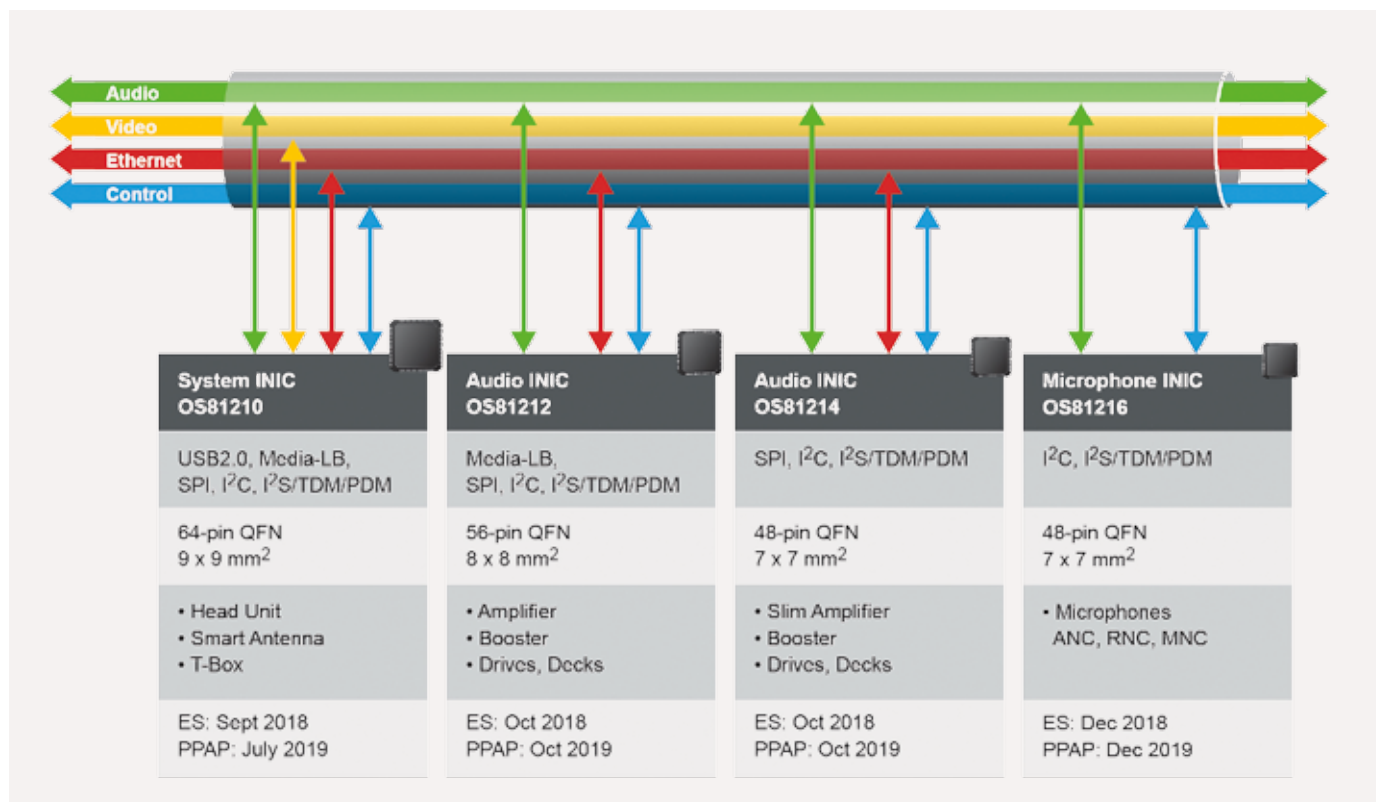 Audio
Video
Ethernet
Control
System INIC
OS81210
USB2.0, Media-LB,
SPI, I²C, I²S/TDM/PDM
64-pin QFN
9 x 9 mm²
• Head Unit
• Smart Antenna
• T-Box
ES: Sept 2018
PPAP: July 2019
Audio INIC
OS81212
Media-LB,
SPI, I²C, I²S/TDM/PDM
56-pin QFN
8 x 8 mm²
• Amplifier
• Booster
• Drives, Decks
ES: Oct 2018
PPAP: Oct 2019
Audio INIC
OS81214
SPI, I²C, I²S/TDM/PDM
48-pin QFN
7 x 7 mm²
• Slim Amplifier
• Booster
• Drives, Decks
ES: Oct 2018
PPAP: Oct 2019
Microphone INIC
OS81216
I²C, I²S/TDM/PDM
48-pin QFN
7 x 7 mm²
• Microphones
ANC, RNC, MNC
ES: Dec 2018
PPAP: Dec 2019